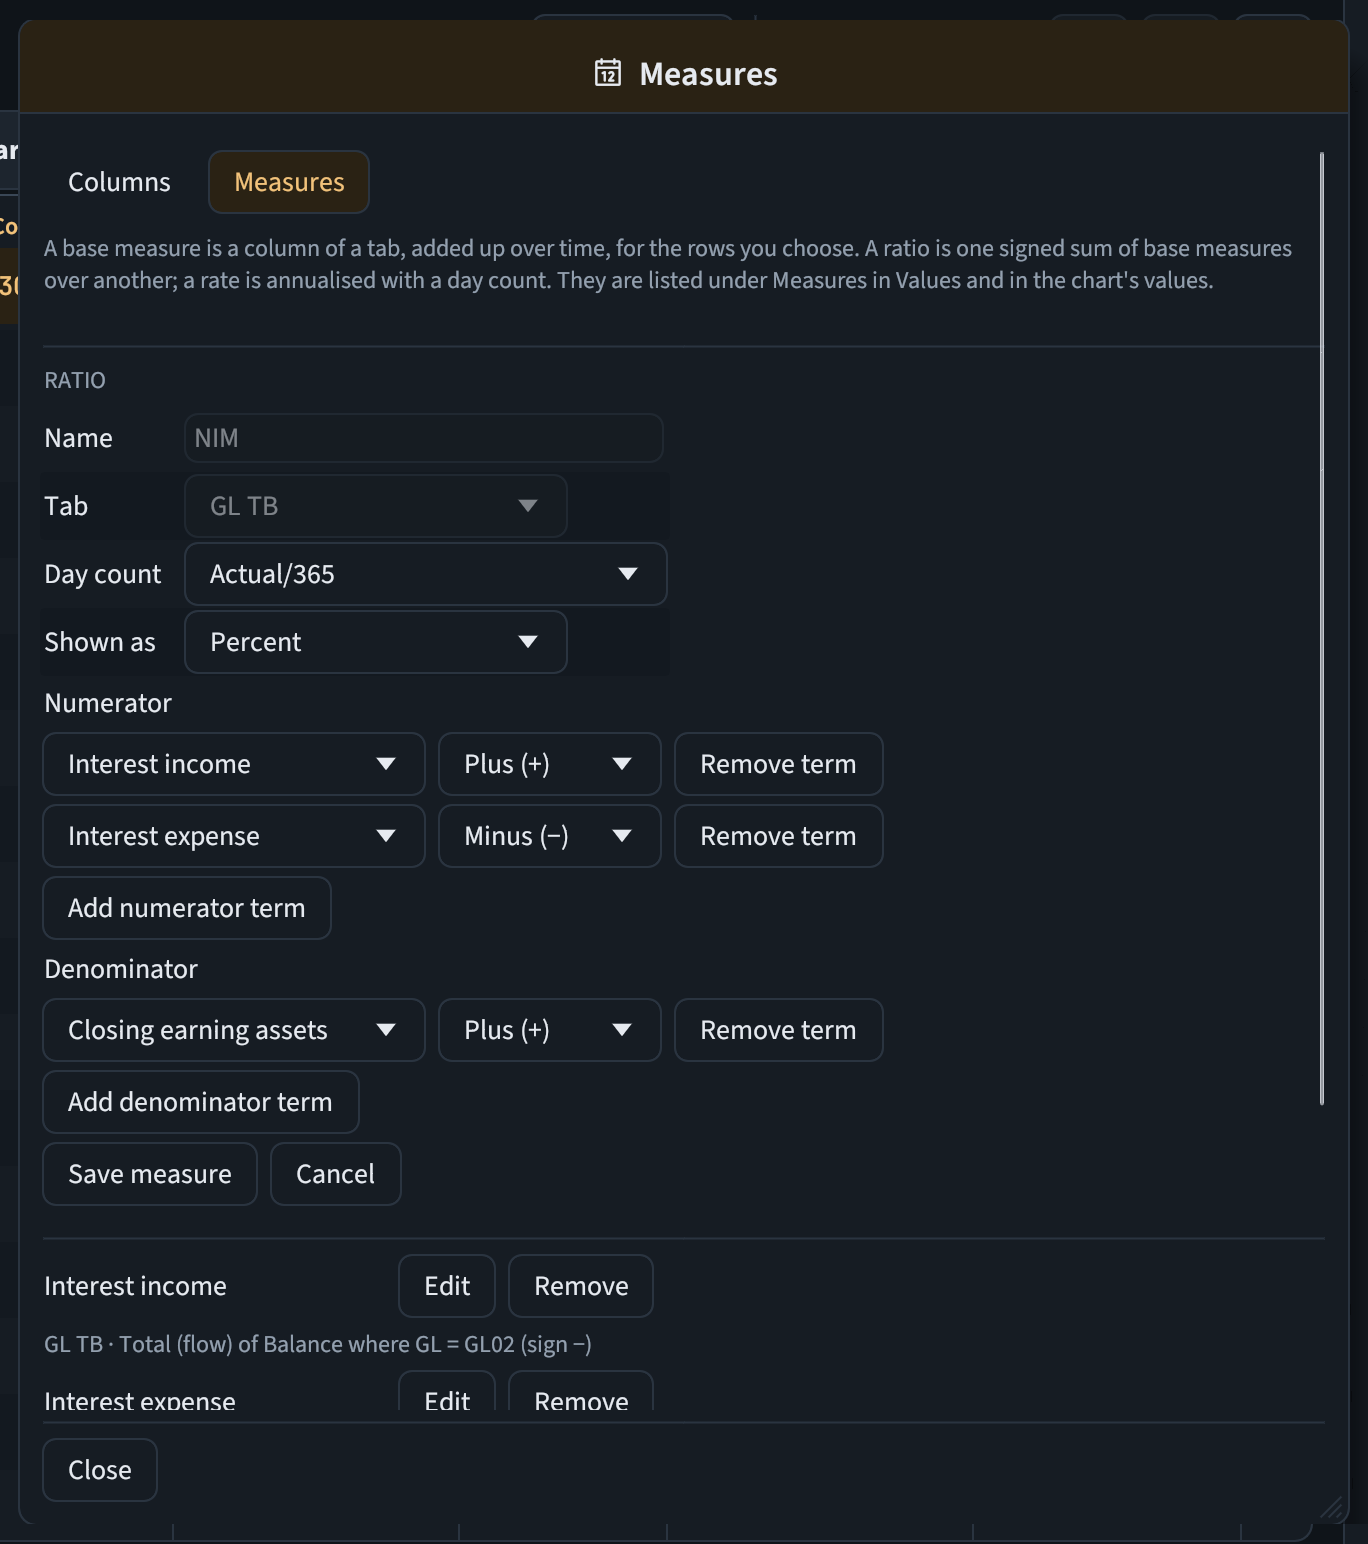 12 Measures
ar
Co
30
Columns Measures
A base measure is a column of a tab, added up over time, for the rows you choose. A ratio is one signed sum of base measures
over another; a rate is annualised with a day count. They are listed under Measures in Values and in the chart's values.
RATIO
Name NIM
Tab GL TB
Day count Actual/365
Shown as Percent
Numerator
Interest income Plus (+) Remove term
Interest expense Minus (−) Remove term
Add numerator term
Denominator
Closing earning assets Plus (+) Remove term
Add denominator term
Save measure Cancel
Interest income Edit Remove
GL TB · Total (flow) of Balance where GL = GL02 (sign −)
Interest expense Edit Remove
Close